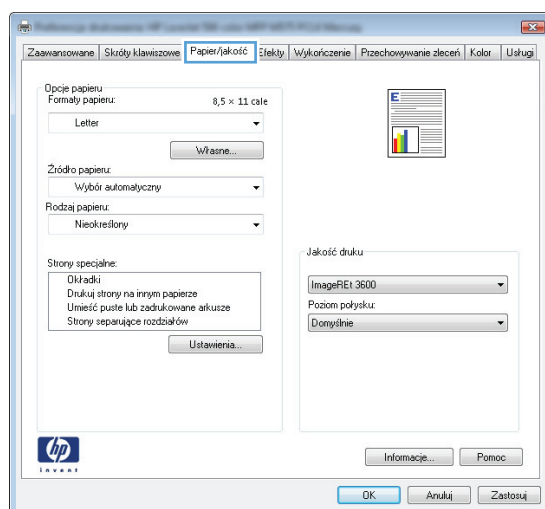 Zaawansowane Skróty klawiszowe Papier/jakość Efekty Wykończenie Przechowywanie zleceń Kolor Usługi
Opcje papieru
Formaty papieru: 8,5 × 11 cale
Letter
Własne...
Źródło papieru:
Wybór automatyczny
Rodzaj papieru:
Nieokreślony
Strony specjalne:
Okładki
Drukuj strony na innym papierze
Umieść puste lub zadrukowane arkusze
Strony separujące rozdziałów
Ustawienia...
E
Jakość druku
ImageREt 3600
Poziom połysku:
Domyślnie
hp
invent
Informacje... Pomoc
OK Anuluj Zastosuj